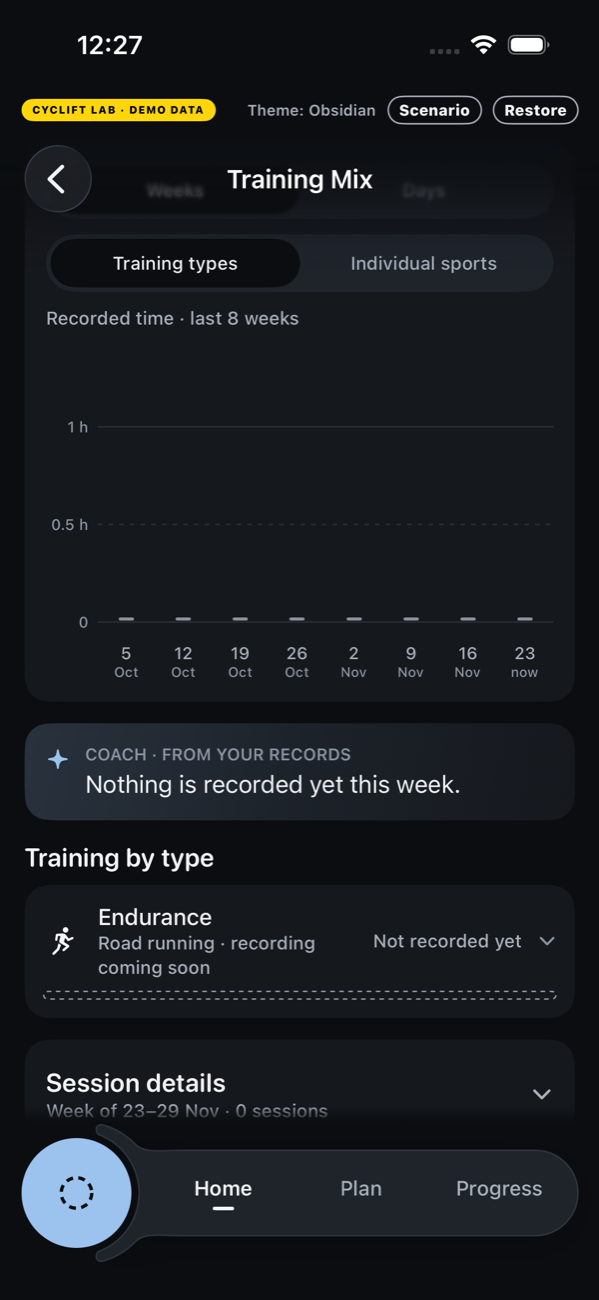 12:27
CYCLIFT LAB · DEMO DATA
Theme: Obsidian
Scenario
Restore
Training Mix
Weeks
Days
Training types
Individual sports
Recorded time · last 8 weeks
1 h
0.5 h
0
5 12 19 26 2 9 16 23
Oct Oct Oct Oct Nov Nov Nov now
COACH · FROM YOUR RECORDS
Nothing is recorded yet this week.
Training by type
Endurance
Road running · recording
coming soon
Not recorded yet
Session details
Week of 23–29 Nov · 0 sessions
Home
Plan
Progress